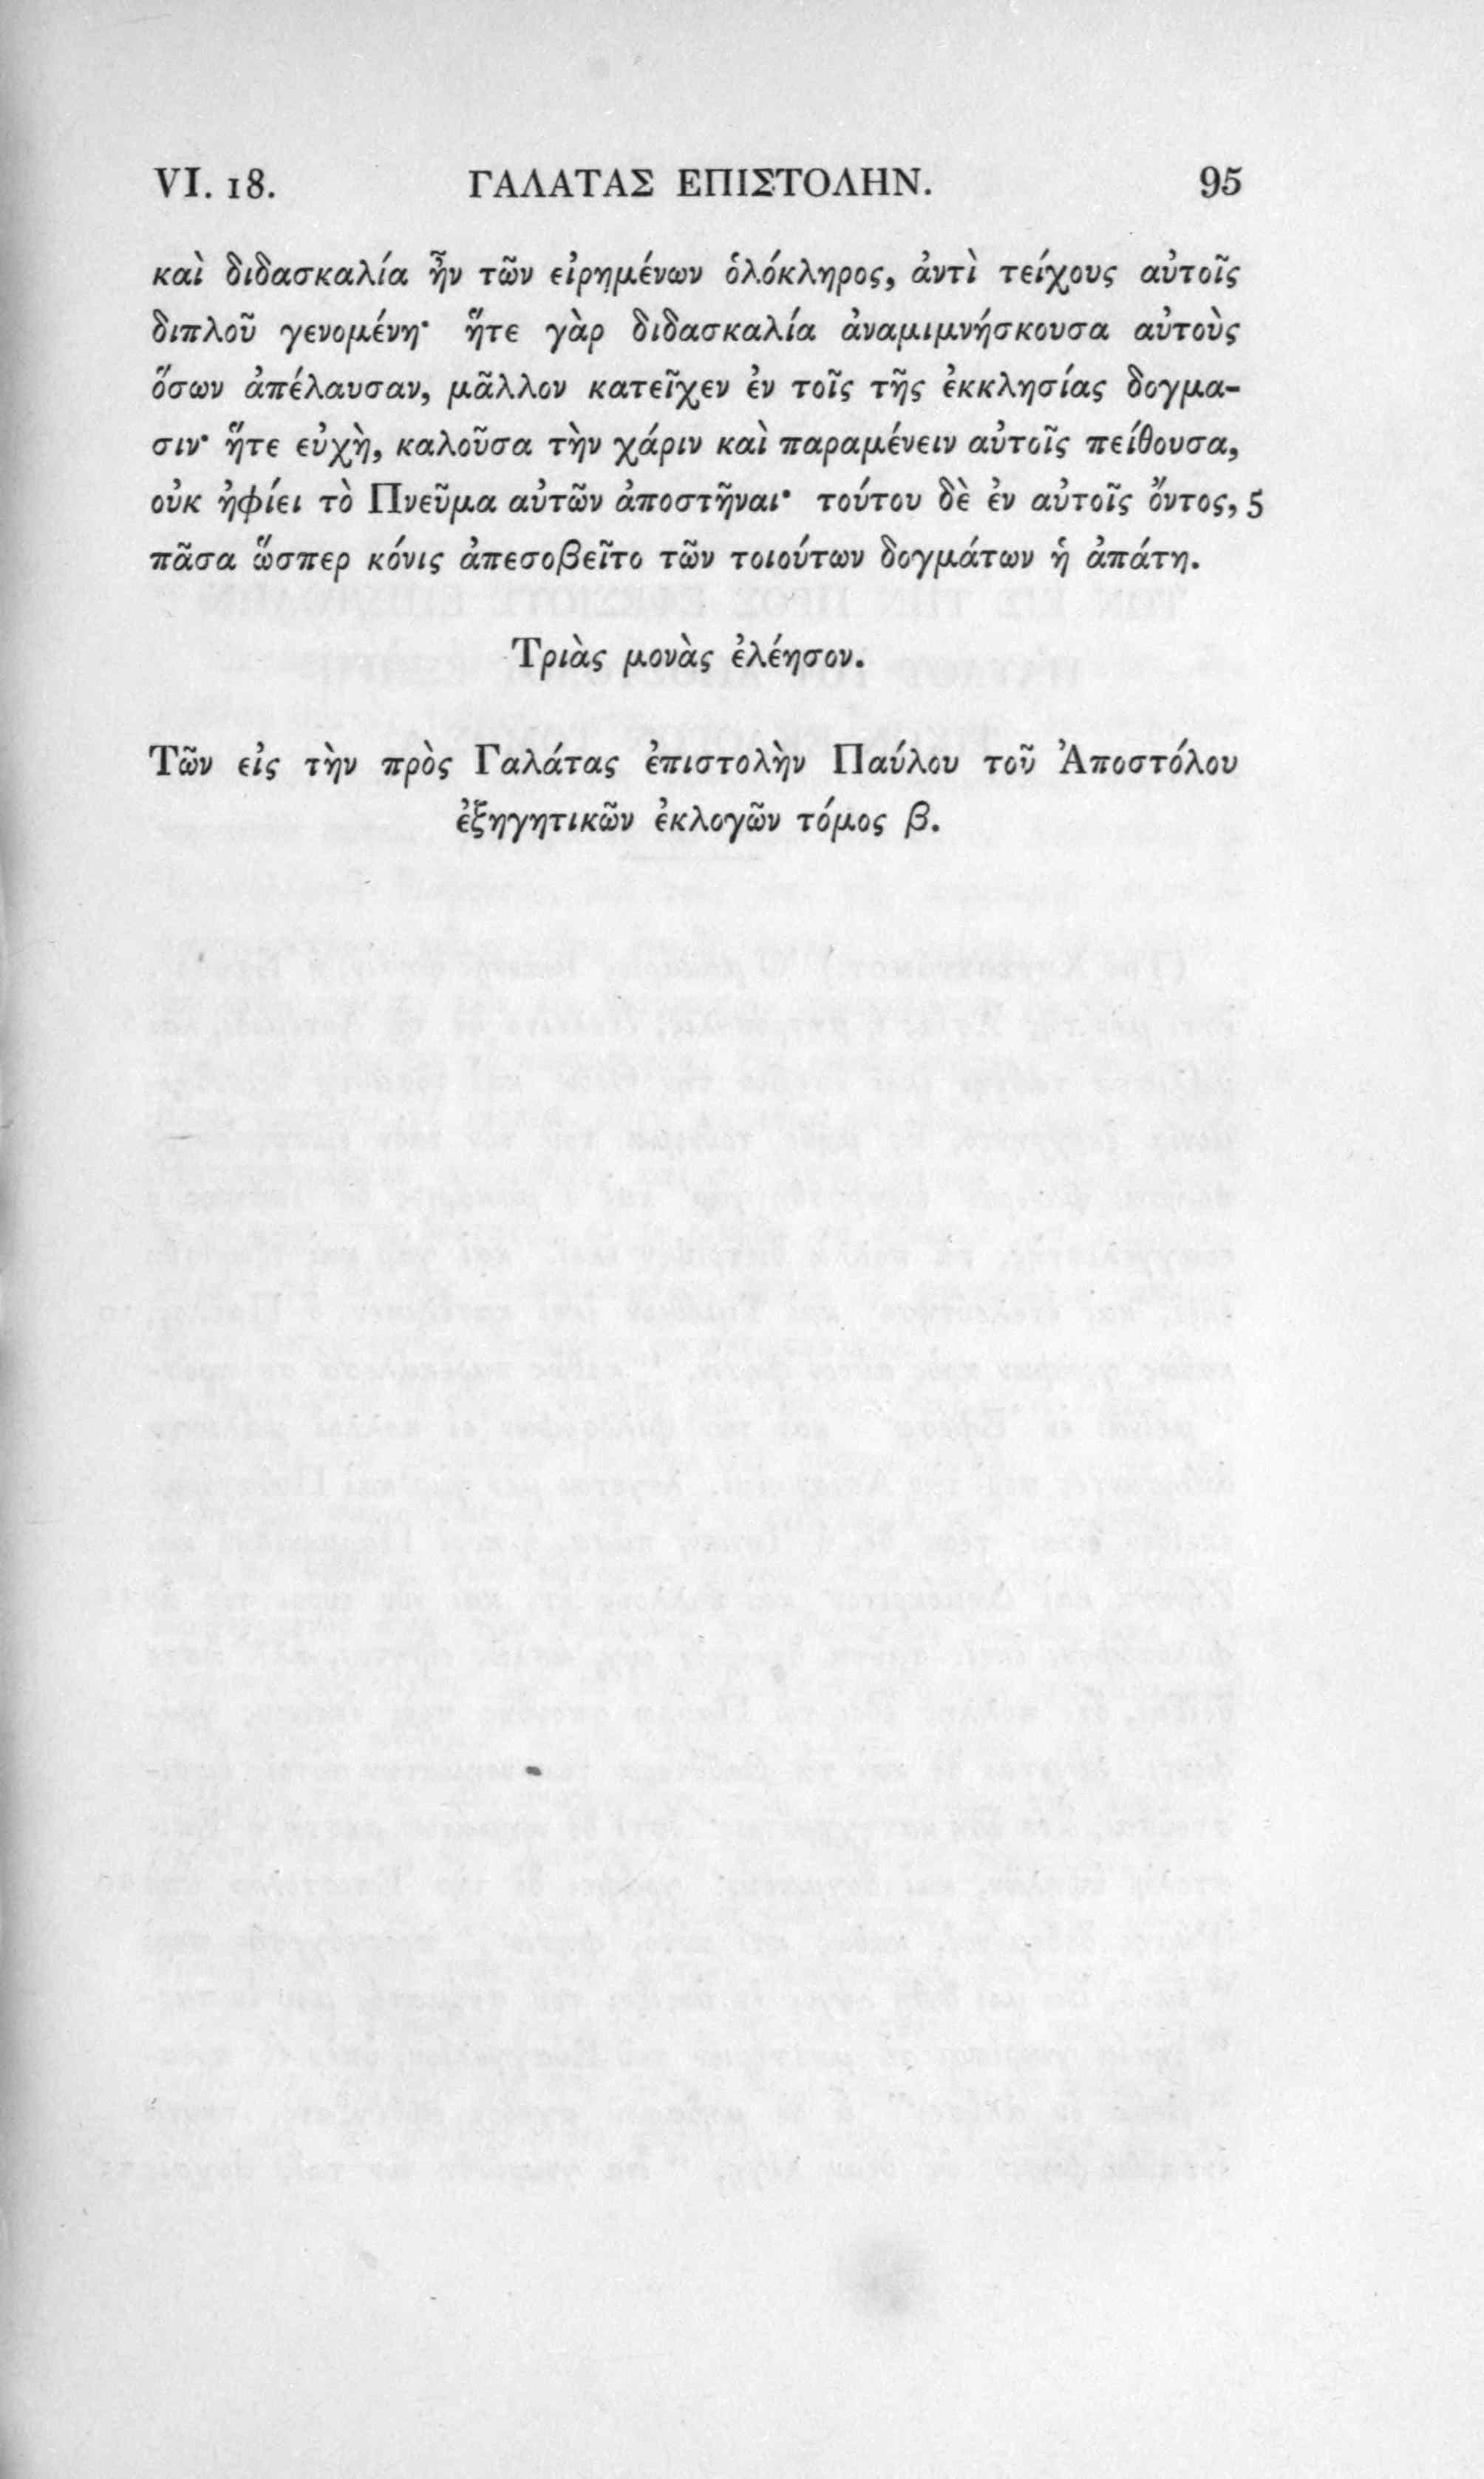 VI. 18. ΓΑΛΑΤΑΣ ΕΠΙΣΤΟΛΗΝ. 95
καὶ διδασκαλία ἦν τῶν εἰρημένων ὁλόκληρος, ἀντὶ τείχους αὐτοῖς
διπλοῦ γενομένη· ἥτε γὰρ διδασκαλία ἀναμιμνήσκουσα αὐτοὺς
ὅσων ἀπέλαυσαν, μᾶλλον κατεῖχεν ἐν τοῖς τῆς ἐκκλησίας δογμα-
σιν· ἥτε εὐχὴ, καλοῦσα τὴν χάριν καὶ παραμένειν αὐτοῖς πείθουσα,
οὐκ ἠφίει τὸ Πνεῦμα αὐτῶν ἀποστῆναι· τούτου δὲ ἐν αὐτοῖς ὄντος, 5
πᾶσα ὥσπερ κόνις ἀπεσοβεῖτο τῶν τοιούτων δογμάτων ἡ ἀπάτη.
Τριὰς μονὰς ἐλέησον.
Τῶν εἰς τὴν πρὸς Γαλάτας ἐπιστολὴν Παύλου τοῦ Ἀποστόλου
ἐξηγητικῶν ἐκλογῶν τόμος β.